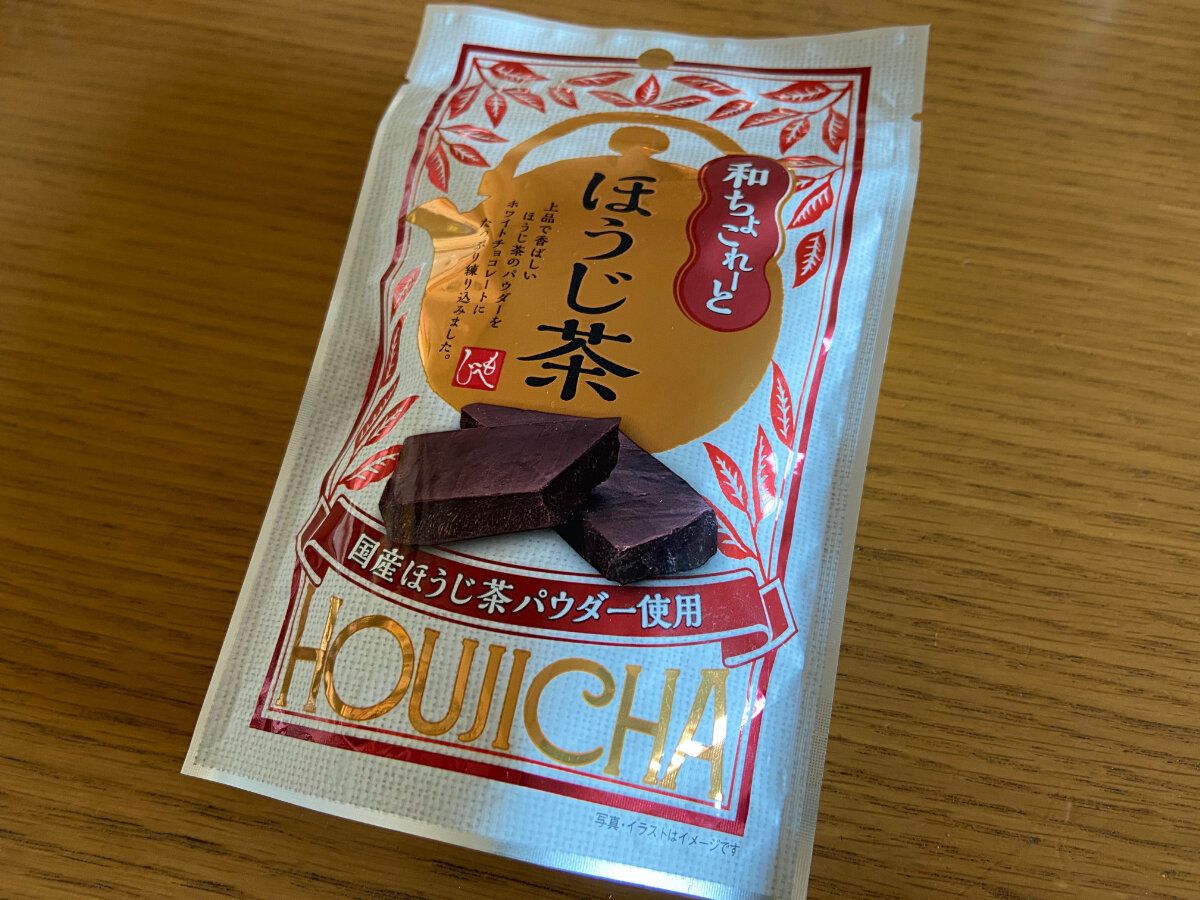 和ちょこれーと
ほうじ茶
上品で香ばしい
ほうじ茶のパウダーを
ホワイトチョコレートに
たっぷり練り込みました。
もへじ
国産ほうじ茶パウダー使用
HOUJICHA
写真・イラストはイメージです